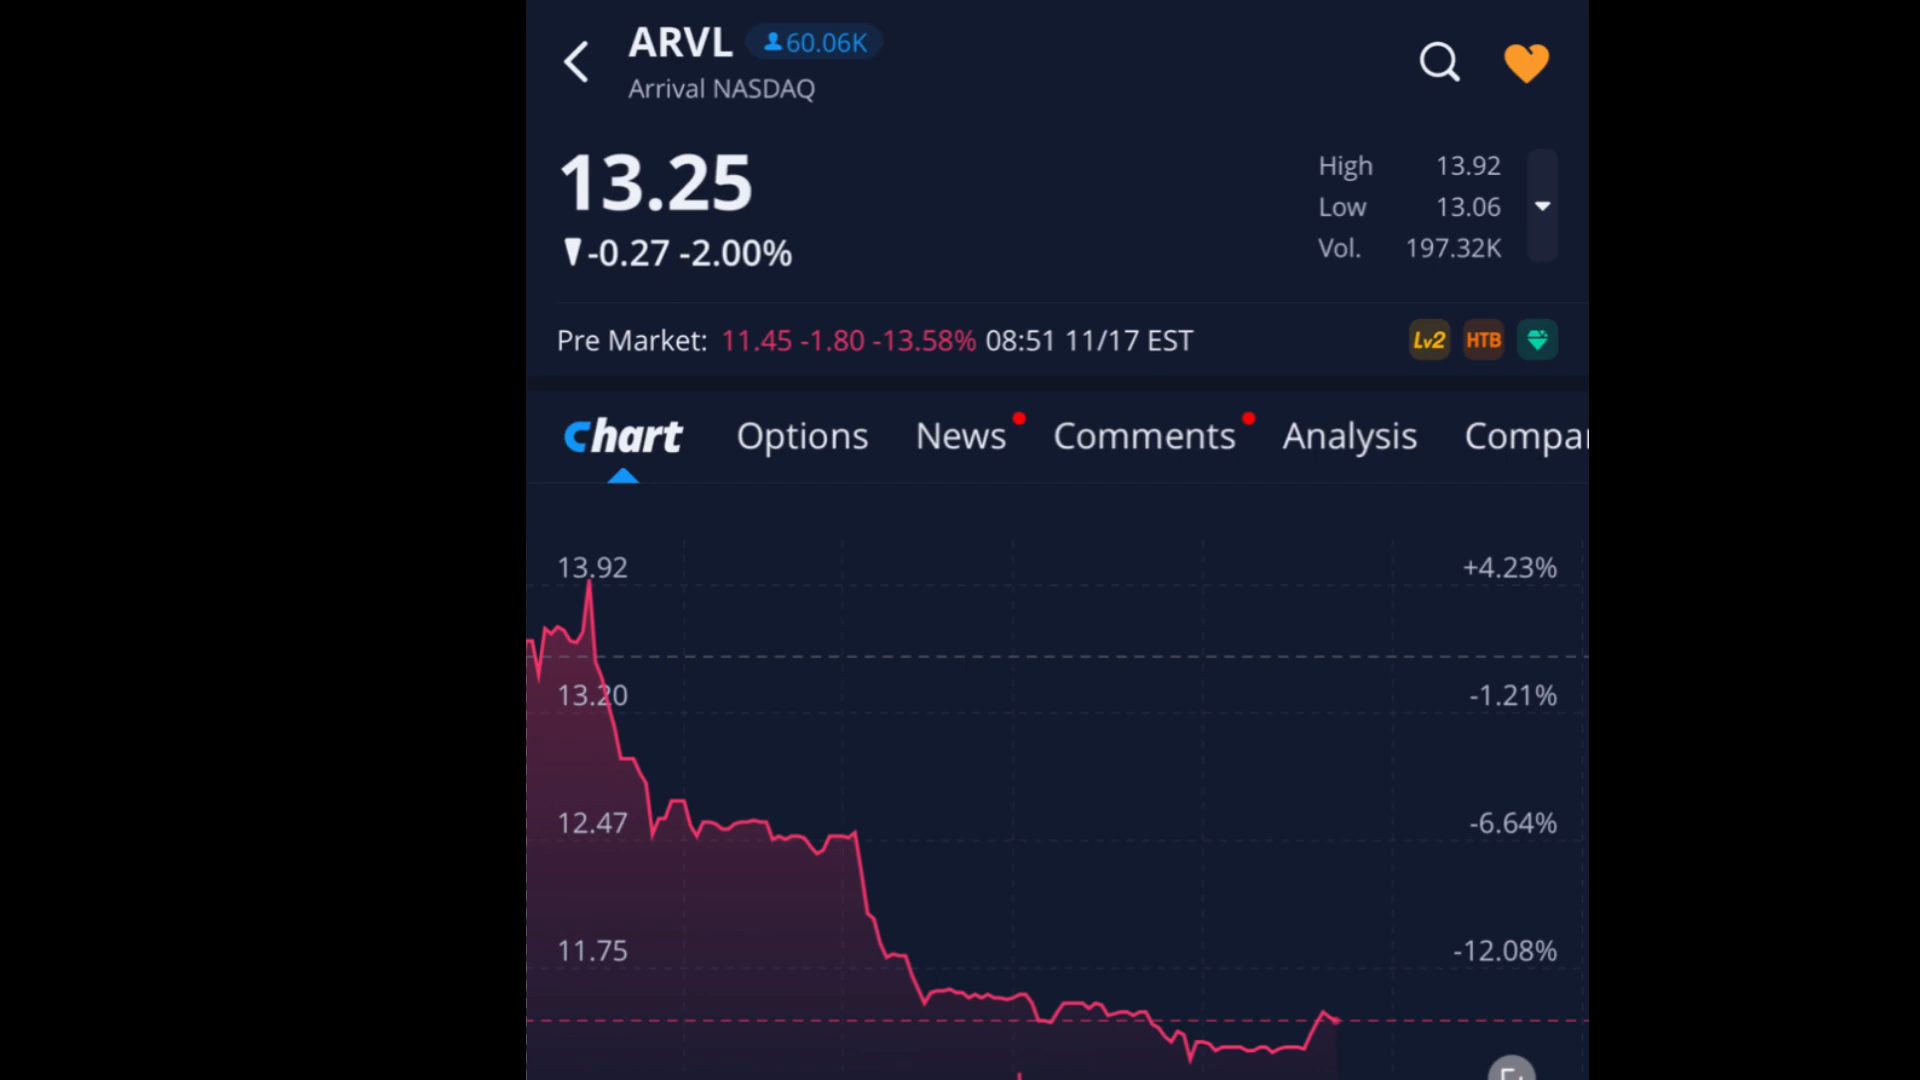 ARVL 60.06K
Arrival NASDAQ
13.25
-0.27 -2.00%
High 13.92
Low 13.06
Vol. 197.32K
Pre Market: 11.45 -1.80 -13.58% 08:51 11/17 EST
Lv2 HTB
Chart Options News Comments Analysis Compar
13.92 +4.23%
13.20 -1.21%
12.47 -6.64%
11.75 -12.08%